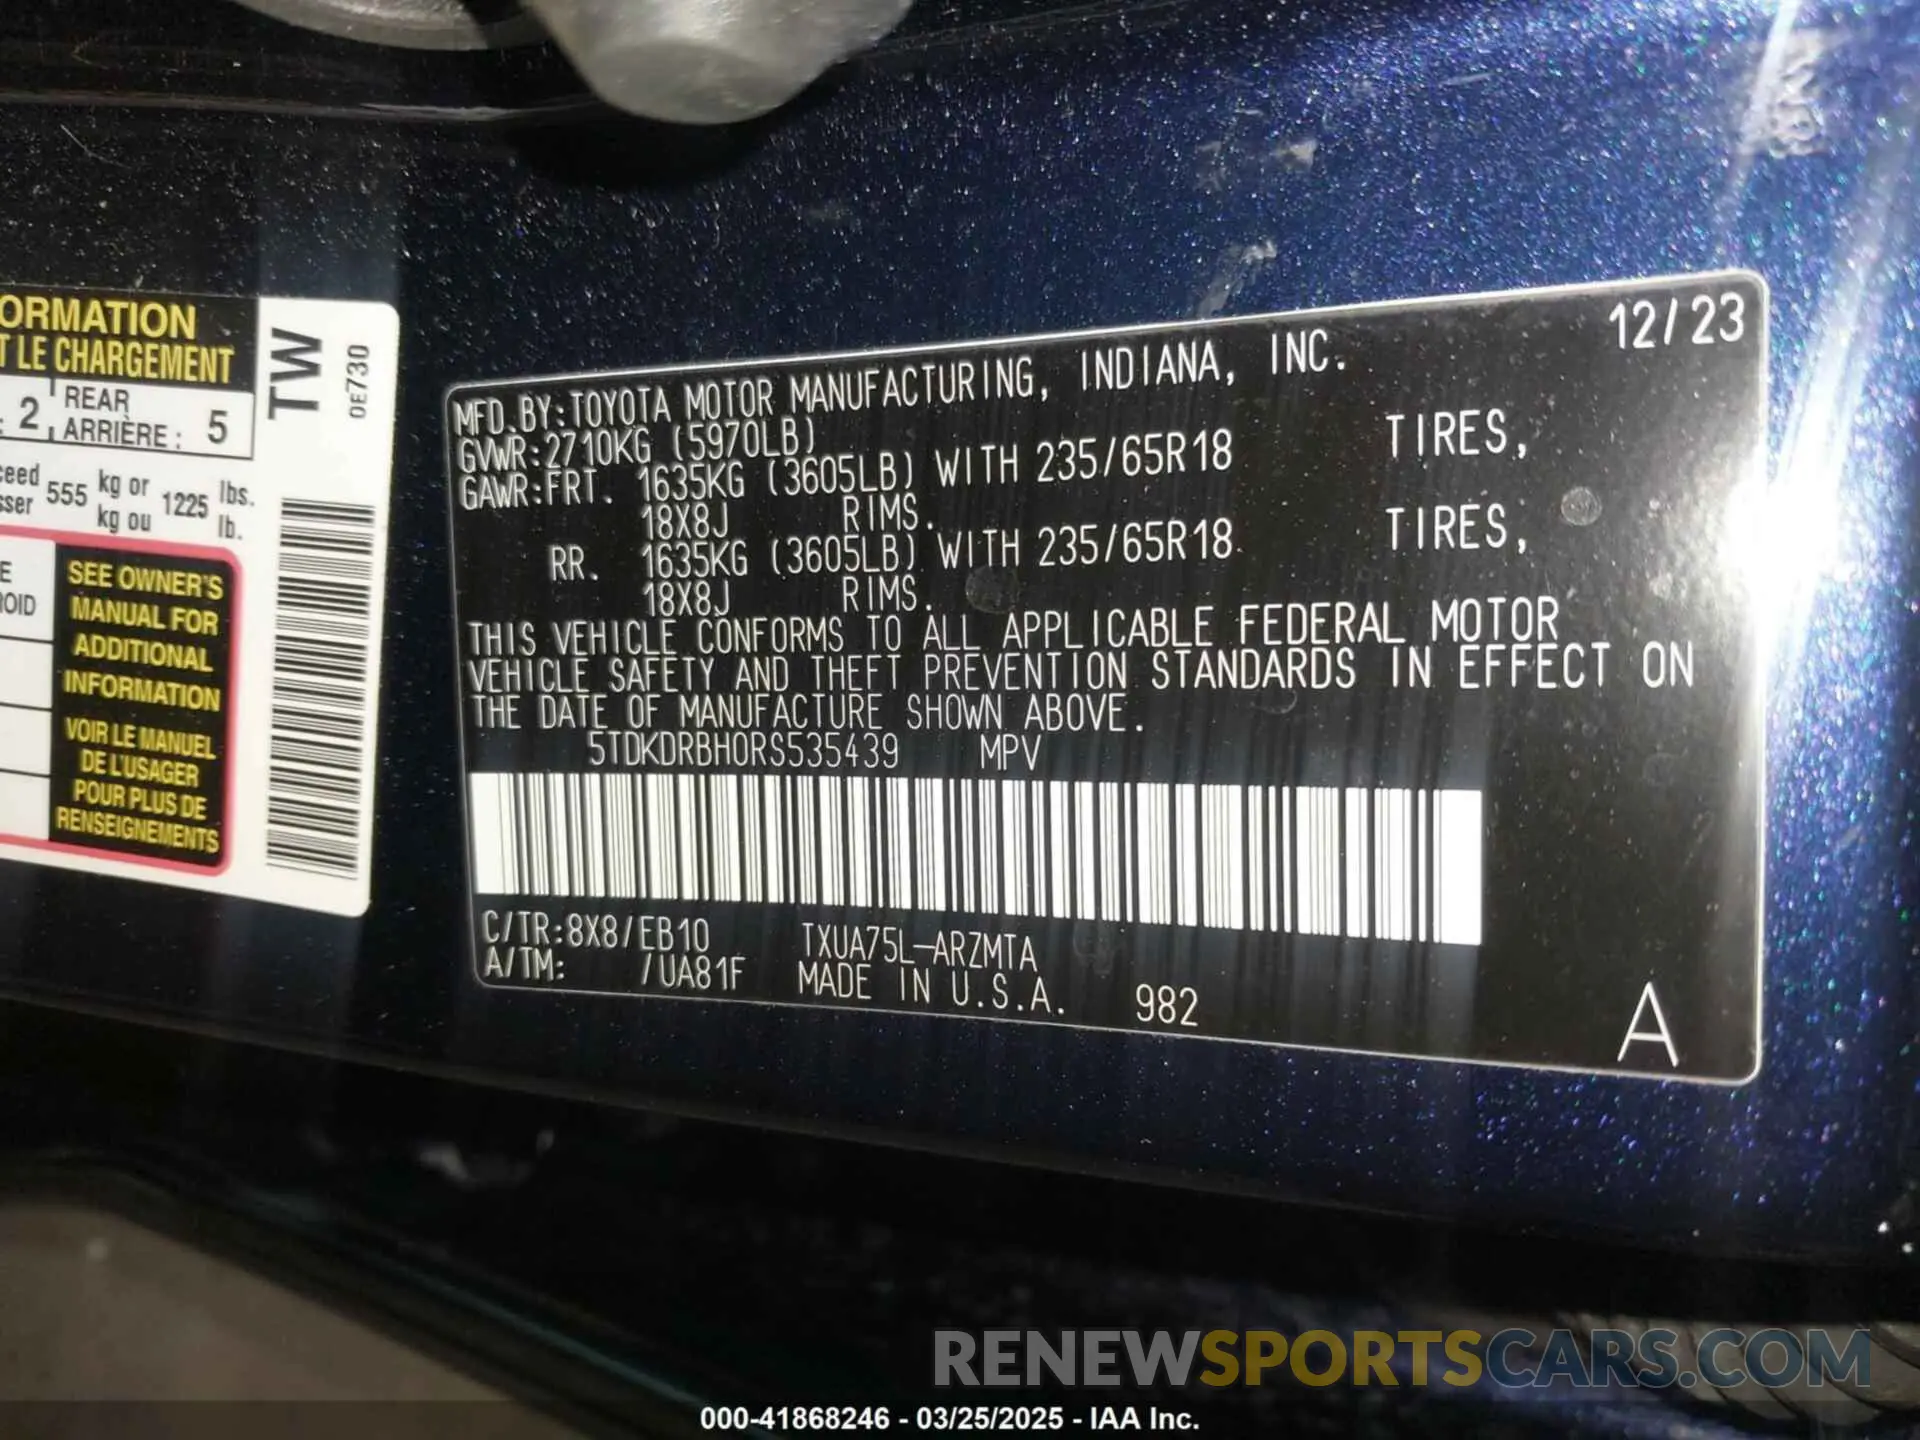 ORMATION
T LE CHARGEMENT
: 2 REAR
ARRIÈRE : 5
ceed
sser 555 kg or
kg ou 1225 lbs.
lb.
E
ROID
SEE OWNER'S
MANUAL FOR
ADDITIONAL
INFORMATION
VOIR LE MANUEL
DE L'USAGER
POUR PLUS DE
RENSEIGNEMENTS
TW
0E730
12/23
MFD.BY:TOYOTA MOTOR MANUFACTURING, INDIANA, INC.
GVWR:2710KG (5970LB)
GAWR:FRT. 1635KG (3605LB) WITH 235/65R18 TIRES,
18X8J RIMS.
RR. 1635KG (3605LB) WITH 235/65R18 TIRES,
18X8J RIMS.
THIS VEHICLE CONFORMS TO ALL APPLICABLE FEDERAL MOTOR
VEHICLE SAFETY AND THEFT PREVENTION STANDARDS IN EFFECT ON
THE DATE OF MANUFACTURE SHOWN ABOVE.
5TDKDRBH0RS535439 MPV
C/TR:8X8/EB10 TXUA75L-ARZMTA
A/TM: /UA81F MADE IN U.S.A. 982
A
RENEWSPORTSCARS.COM
000-41868246 - 03/25/2025 - IAA Inc.